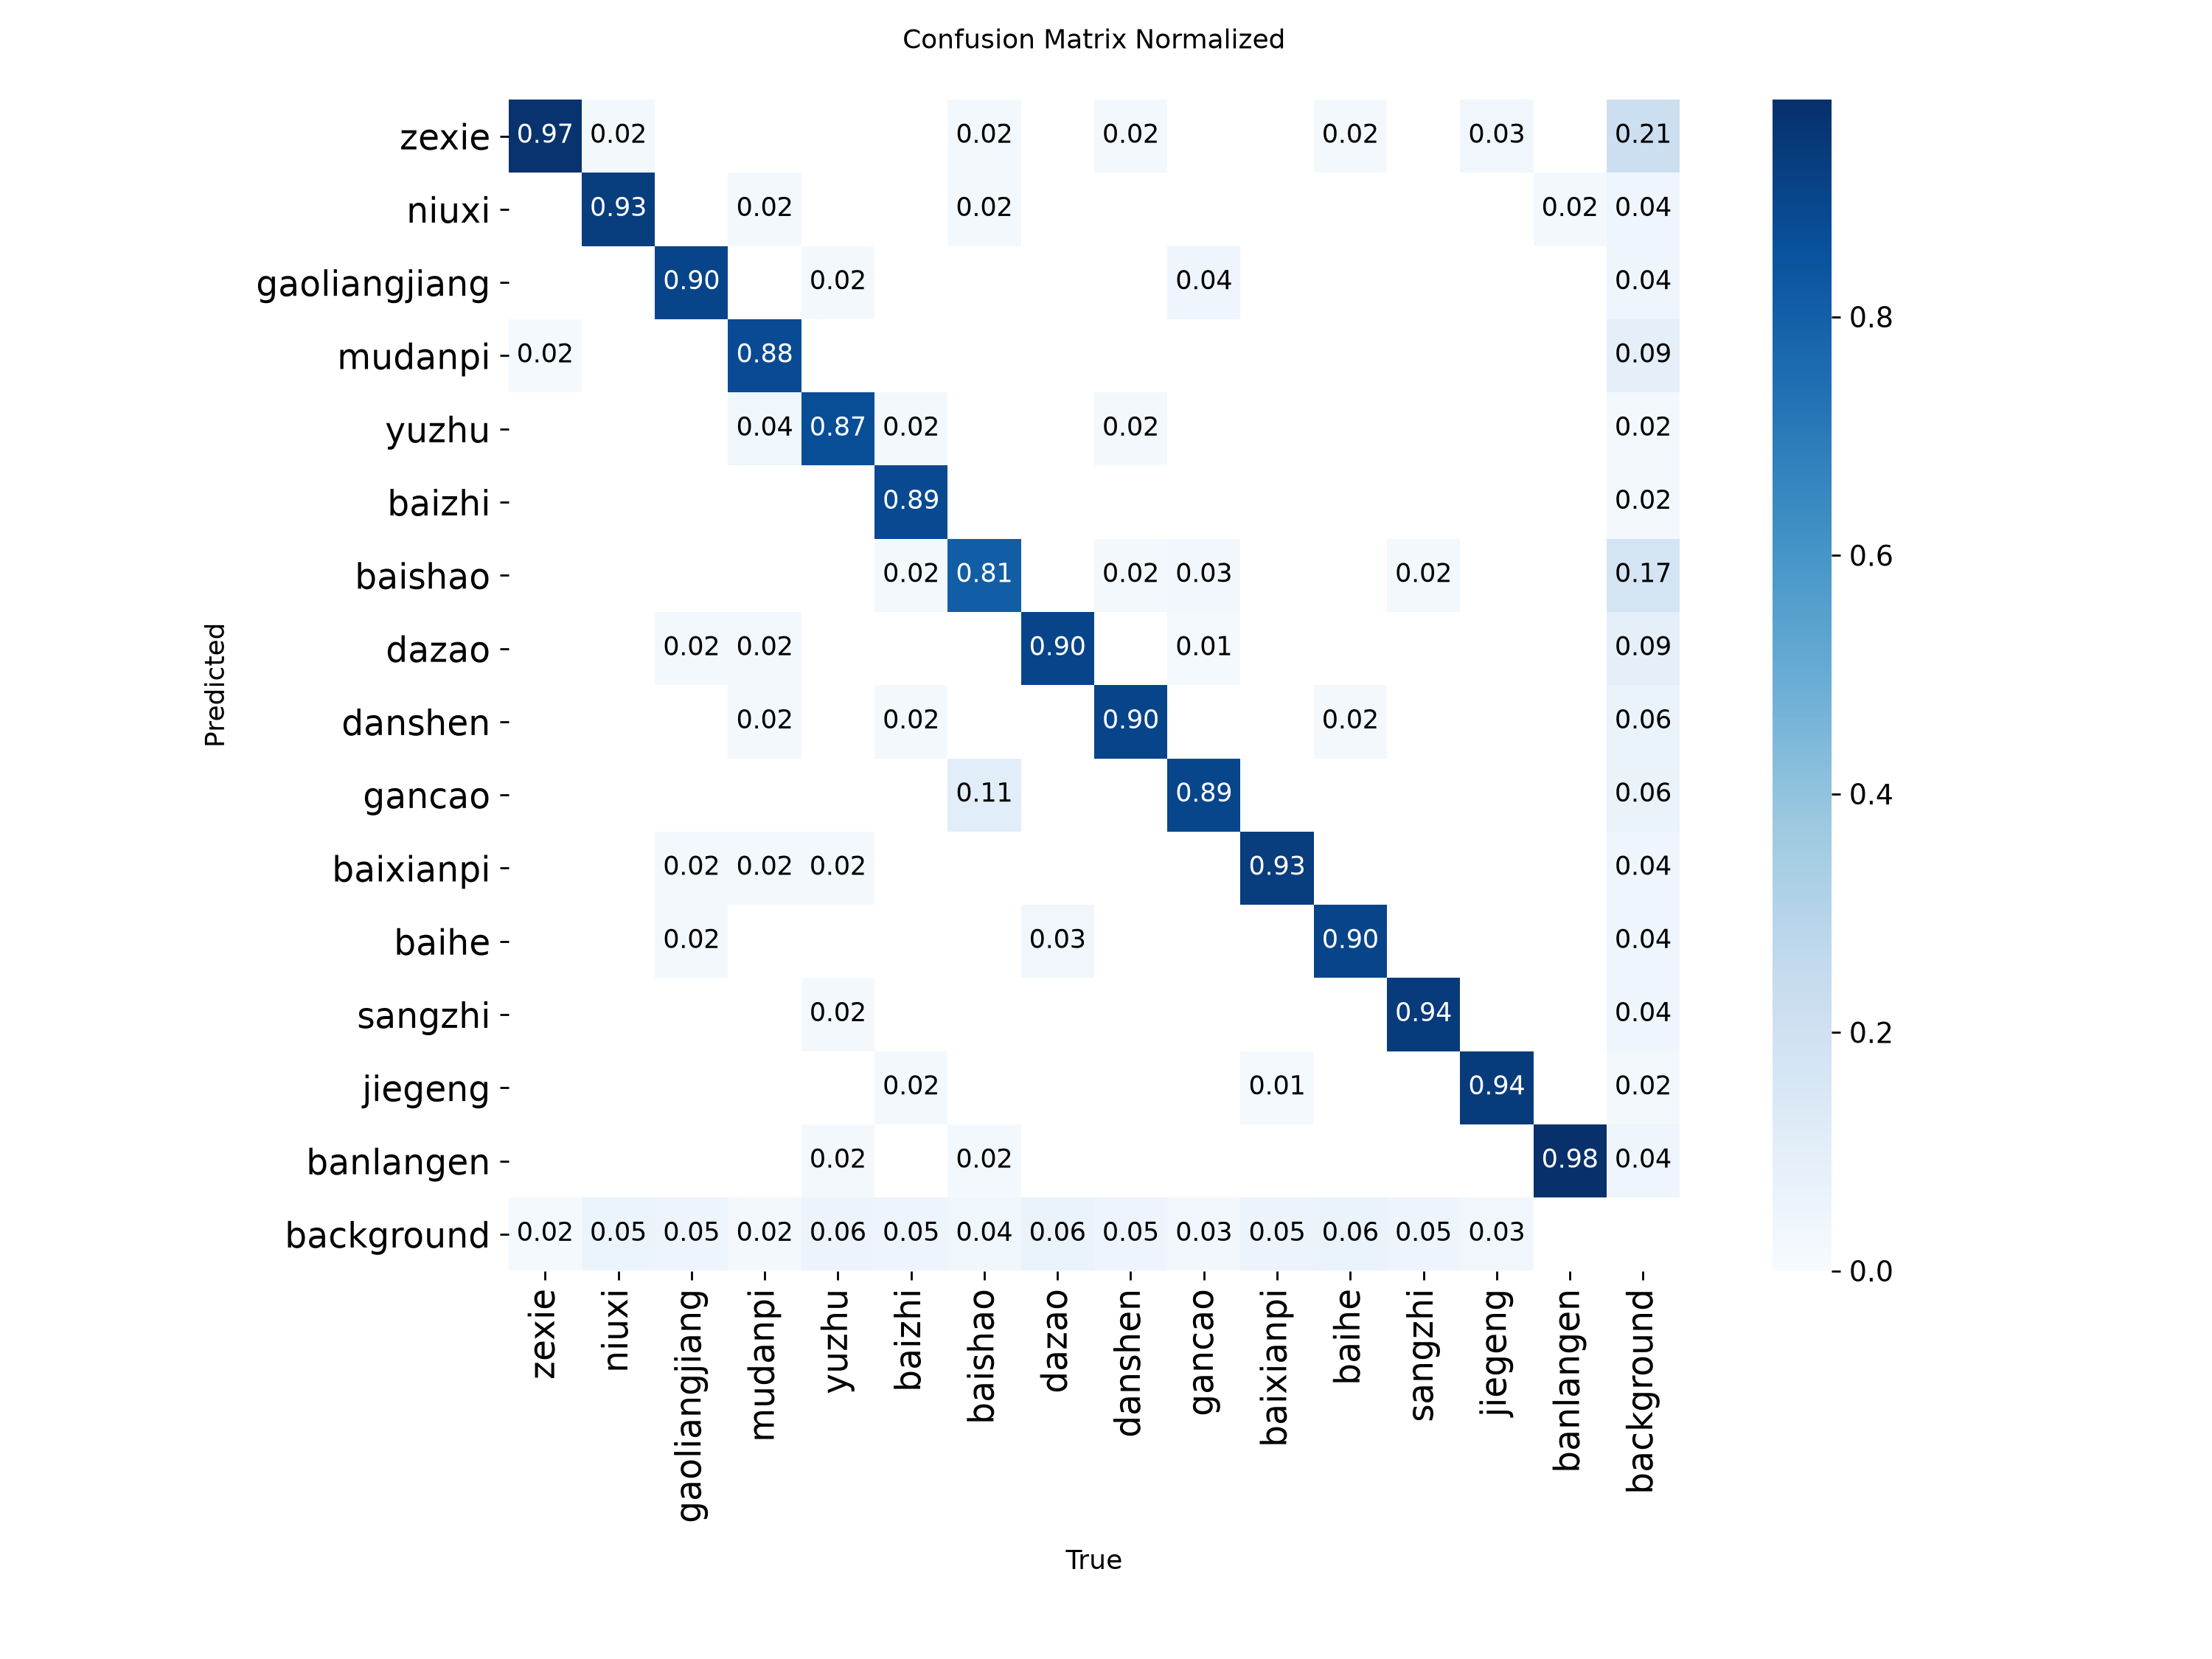 Confusion Matrix Normalized
zexie 0.97 0.02 0.02 0.02 0.02 0.03 0.21
niuxi 0.93 0.02 0.02 0.02 0.04
gaoliangjiang 0.90 0.02 0.04 0.04
mudanpi 0.02 0.88 0.09
yuzhu 0.04 0.87 0.02 0.02 0.02
baizhi 0.89 0.02
baishao 0.02 0.81 0.02 0.03 0.02 0.17
dazao 0.02 0.02 0.90 0.01 0.09
danshen 0.02 0.02 0.90 0.02 0.06
gancao 0.11 0.89 0.06
baixianpi 0.02 0.02 0.02 0.93 0.04
baihe 0.02 0.03 0.90 0.04
sangzhi 0.02 0.94 0.04
jiegeng 0.02 0.01 0.94 0.02
banlangen 0.02 0.02 0.98 0.04
background 0.02 0.05 0.05 0.02 0.06 0.05 0.04 0.06 0.05 0.03 0.05 0.06 0.05 0.03
Predicted
zexie
niuxi
gaoliangjiang
mudanpi
yuzhu
baizhi
baishao
dazao
danshen
gancao
baixianpi
baihe
sangzhi
jiegeng
banlangen
background
True
0.8
0.6
0.4
0.2
0.0